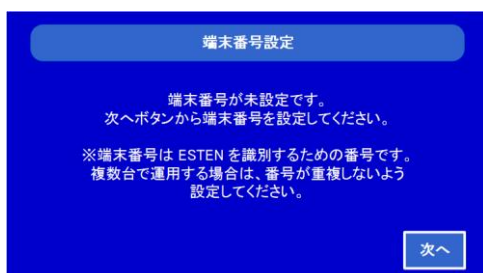 端末番号設定
端末番号が未設定です。
次へボタンから端末番号を設定してください。
※端末番号は ESTEN を識別するための番号です。
複数台で運用する場合は、番号が重複しないよう
設定してください。
次へ